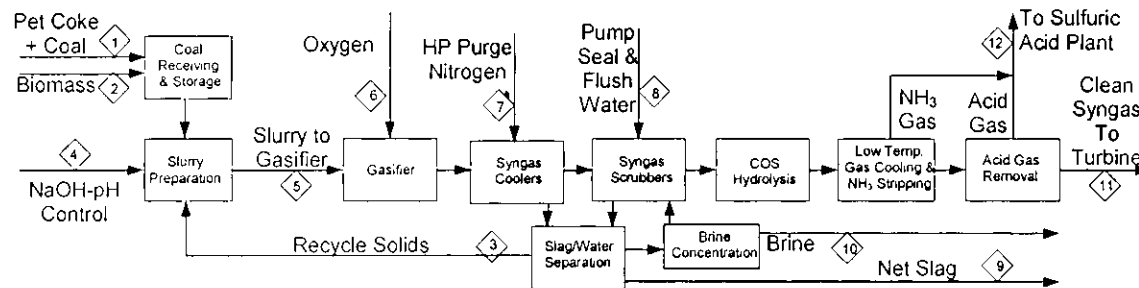 Pet Coke
+ Coal
1
Biomass
2
Coal
Receiving
& Storage
Oxygen
6
HP Purge
Nitrogen
7
Pump
Seal &
Flush
Water
8
12
To Sulfuric
Acid Plant
NH3
Gas
Acid
Gas
Clean
Syngas
To
Turbine
11
4
NaOH-pH
Control
Slurry
Preparation
Slurry to
Gasifier
5
Gasifier
Syngas
Coolers
Syngas
Scrubbers
COS
Hydrolysis
Low Temp.
Gas Cooling &
NH3 Stripping
Acid Gas
Removal
Recycle Solids
3
Slag/Water
Separation
Brine
Concentration
Brine
10
Net Slag
9